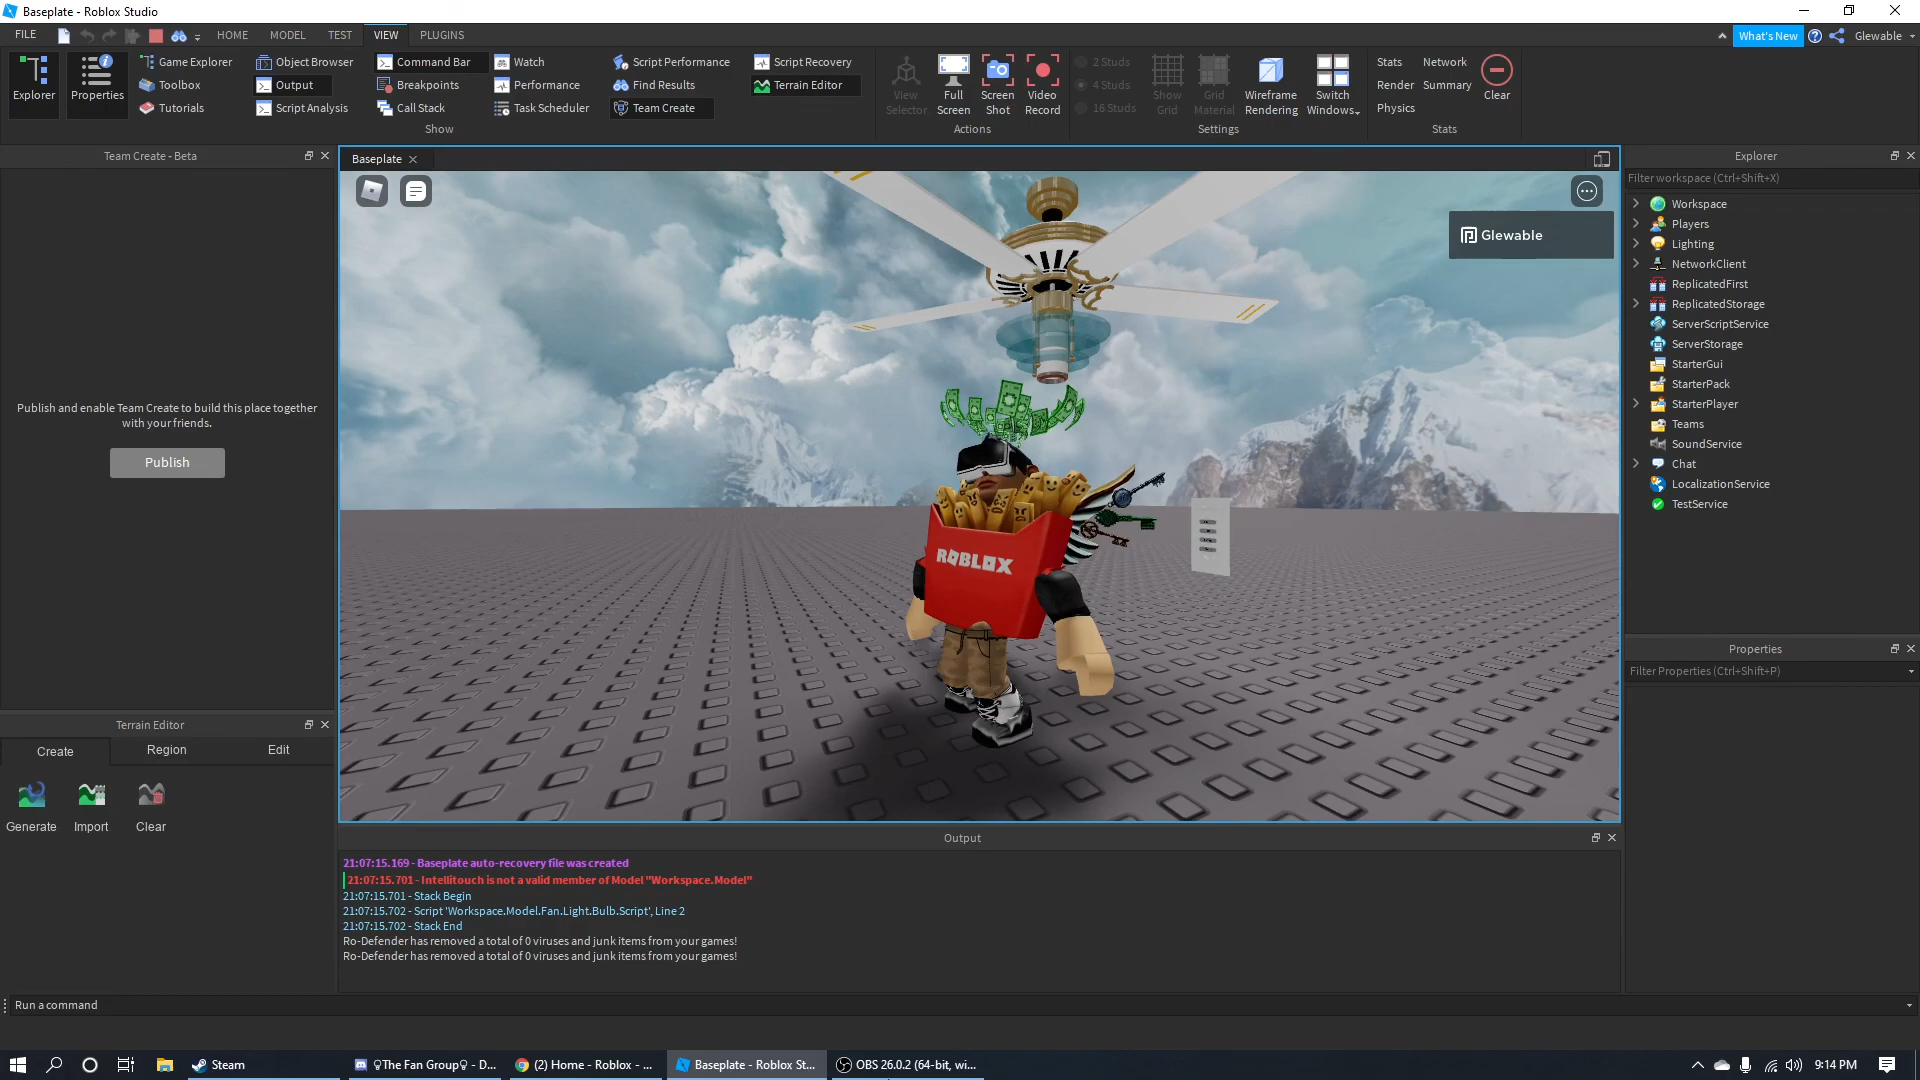 Baseplate - Roblox Studio
FILE HOME MODEL TEST VIEW PLUGINS What's New Glewable
Explorer
Properties
Game Explorer
Toolbox
Tutorials
Object Browser
Output
Script Analysis
Command Bar
Breakpoints
Call Stack
Watch
Performance
Task Scheduler
Script Performance
Find Results
Team Create
Script Recovery
Terrain Editor
Show
View
Selector
Full
Screen
Screen
Shot
Video
Record
Actions
2 Studs
4 Studs
16 Studs
Show
Grid
Grid
Material
Wireframe
Rendering
Switch
Windows
Settings
Stats
Network
Render
Summary
Physics
Clear
Stats
Team Create - Beta
Publish and enable Team Create to build this place together
with your friends.
Publish
Terrain Editor
Create Region Edit
Generate Import Clear
Baseplate
Glewable
ROBLOX
Output
21:07:15.169 - Baseplate auto-recovery file was created
21:07:15.701 - Intellitouch is not a valid member of Model "Workspace.Model"
21:07:15.701 - Stack Begin
21:07:15.702 - Script 'Workspace.Model.Fan.Light.Bulb.Script', Line 2
21:07:15.702 - Stack End
Ro-Defender has removed a total of 0 viruses and junk items from your games!
Ro-Defender has removed a total of 0 viruses and junk items from your games!
Explorer
Filter workspace (Ctrl+Shift+X)
Workspace
Players
Lighting
NetworkClient
ReplicatedFirst
ReplicatedStorage
ServerScriptService
ServerStorage
StarterGui
StarterPack
StarterPlayer
Teams
SoundService
Chat
LocalizationService
TestService
Properties
Filter Properties (Ctrl+Shift+P)
Run a command
Steam
The Fan Group - D...
(2) Home - Roblox - ...
Baseplate - Roblox St...
OBS 26.0.2 (64-bit, wi...
9:14 PM